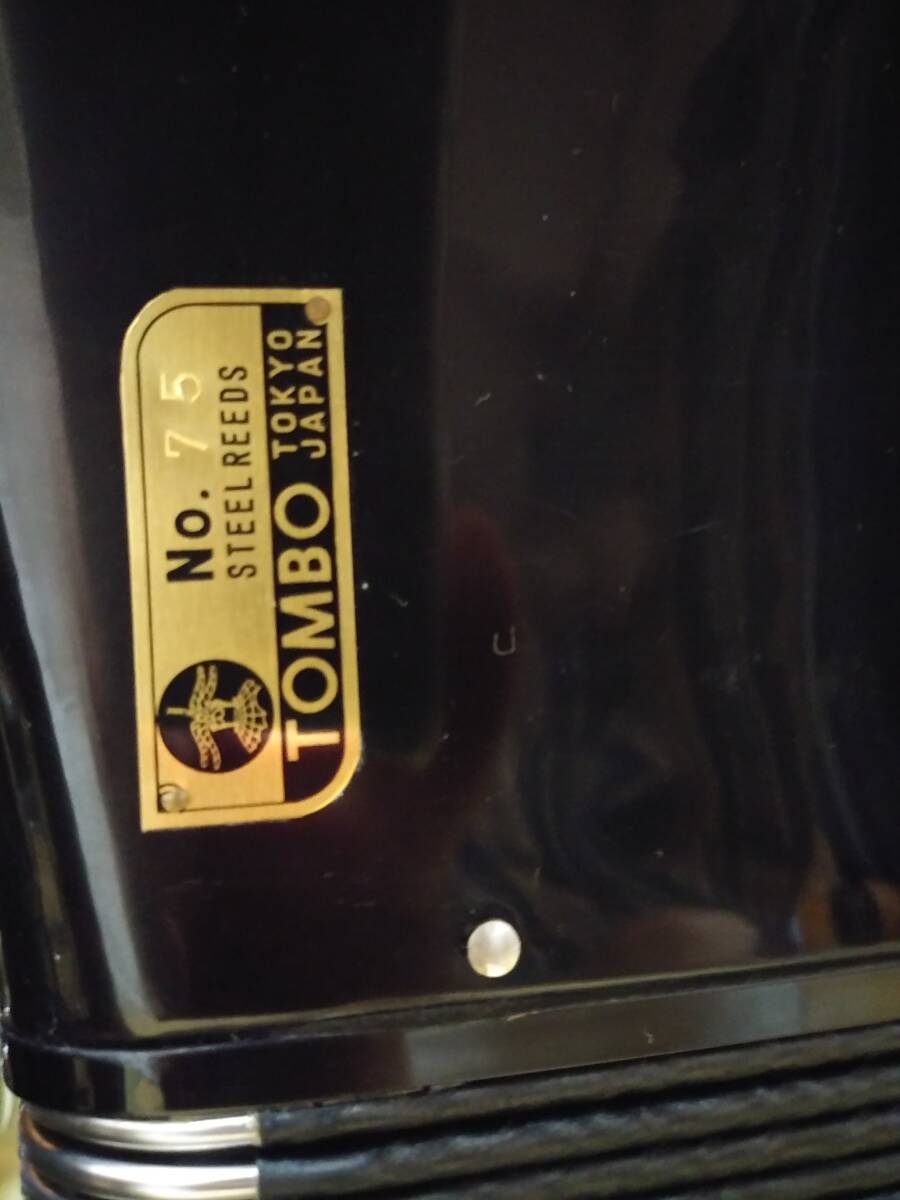 No. 75
STEEL REEDS
TOMBO TOKYO
JAPAN